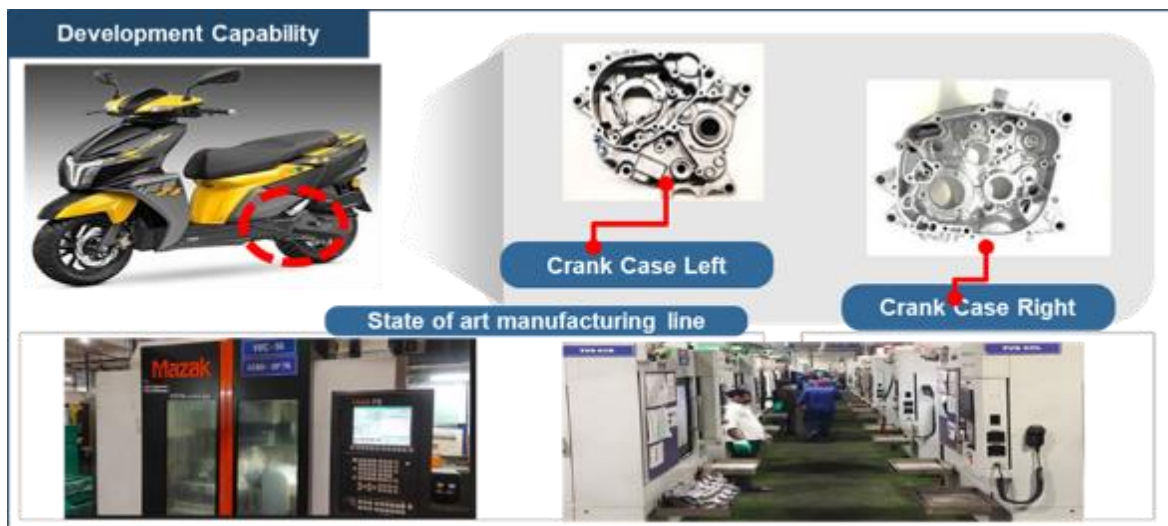 Development Capability
Crank Case Left
Crank Case Right
State of art manufacturing line
Mazak